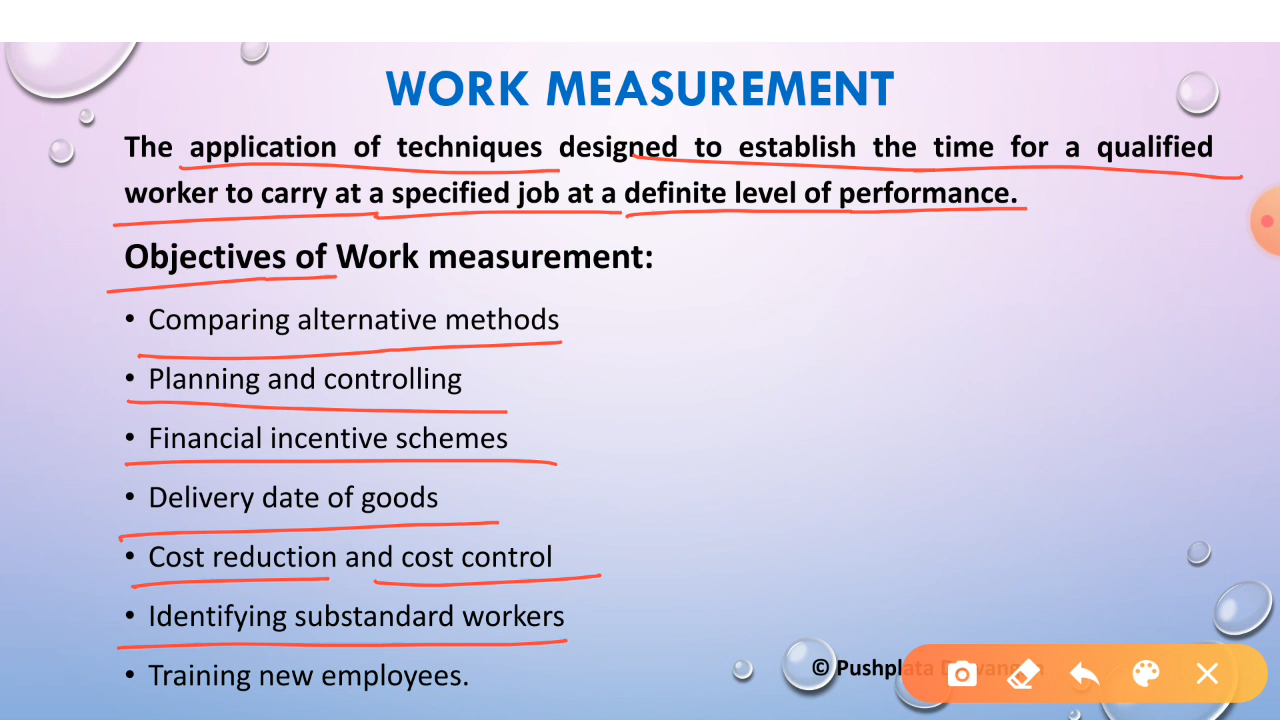 WORK MEASUREMENT
The application of techniques designed to establish the time for a qualified
worker to carry at a specified job at a definite level of performance.
Objectives of Work measurement:
• Comparing alternative methods
• Planning and controlling
• Financial incentive schemes
• Delivery date of goods
• Cost reduction and cost control
• Identifying substandard workers
• Training new employees.
© Pushplata